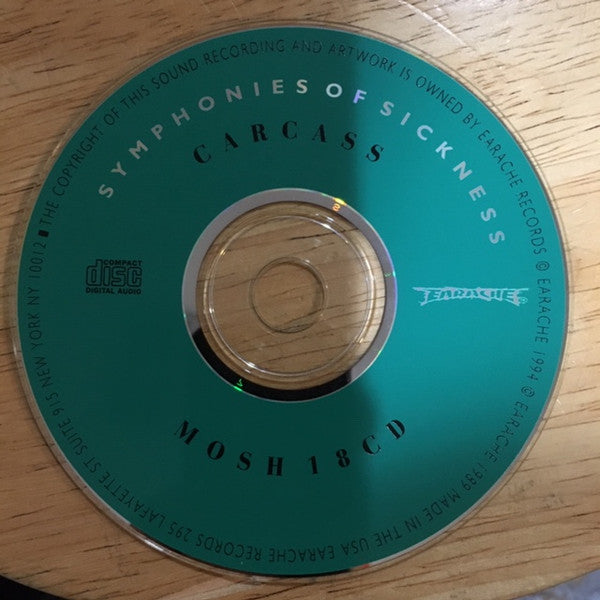 SYMPHONIES OF SICKNESS
CARCASS
COMPACT
disc
DIGITAL AUDIO
EARACHE
MOSH 18 CD
■ THE COPYRIGHT OF THIS SOUND RECORDING AND ARTWORK IS OWNED BY EARACHE RECORDS © EARACHE 1994 ℗ EARACHE 1989 MADE IN THE USA EARACHE RECORDS 295 LAFAYETTE ST SUITE 915 NEW YORK NY 10012